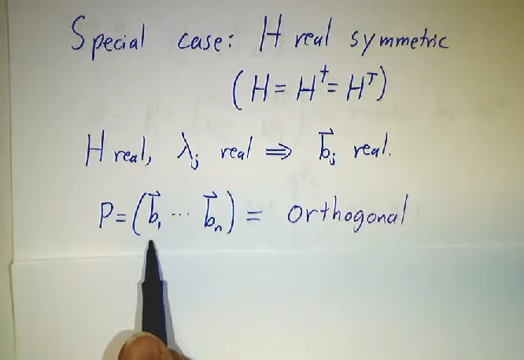 Special case: H real symmetric
(H = H† = Hᵀ)
H real, λⱼ real ⇒ b⃗ⱼ real.
P = (b⃗₁ ··· b⃗ₙ) = orthogonal